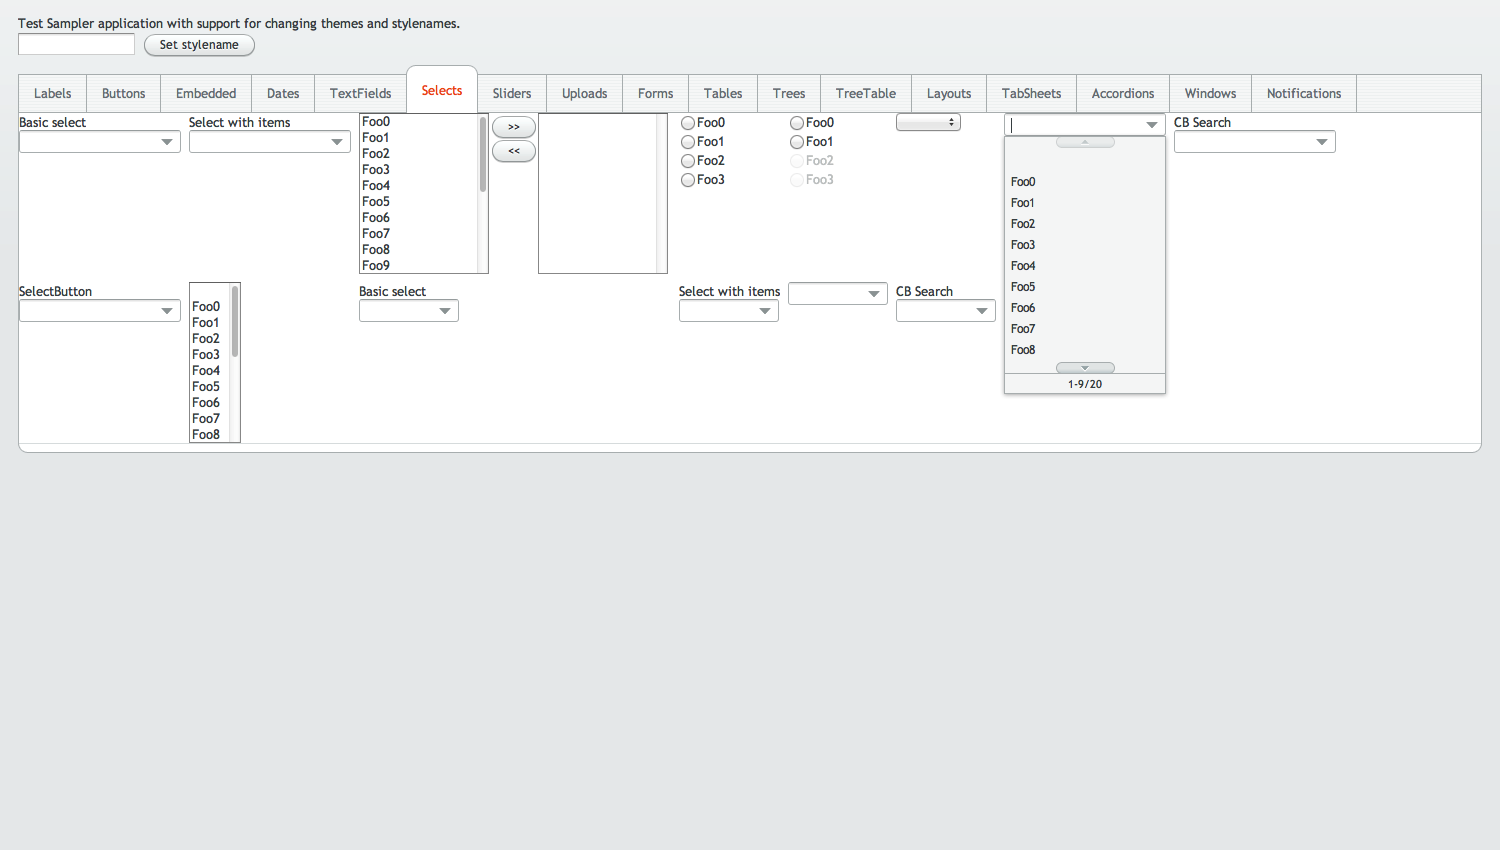 Test Sampler application with support for changing themes and stylenames.
Set stylename
Labels Buttons Embedded Dates TextFields Selects Sliders Uploads Forms Tables Trees TreeTable Layouts TabSheets Accordions Windows Notifications
Basic select
Select with items
Foo0
Foo1
Foo2
Foo3
Foo4
Foo5
Foo6
Foo7
Foo8
Foo9
>>
<<
Foo0
Foo1
Foo2
Foo3
Foo0
Foo1
Foo2
Foo3
Foo0
Foo1
Foo2
Foo3
Foo4
Foo5
Foo6
Foo7
Foo8
1-9/20
CB Search
SelectButton
Foo0
Foo1
Foo2
Foo3
Foo4
Foo5
Foo6
Foo7
Foo8
Basic select
Select with items
CB Search